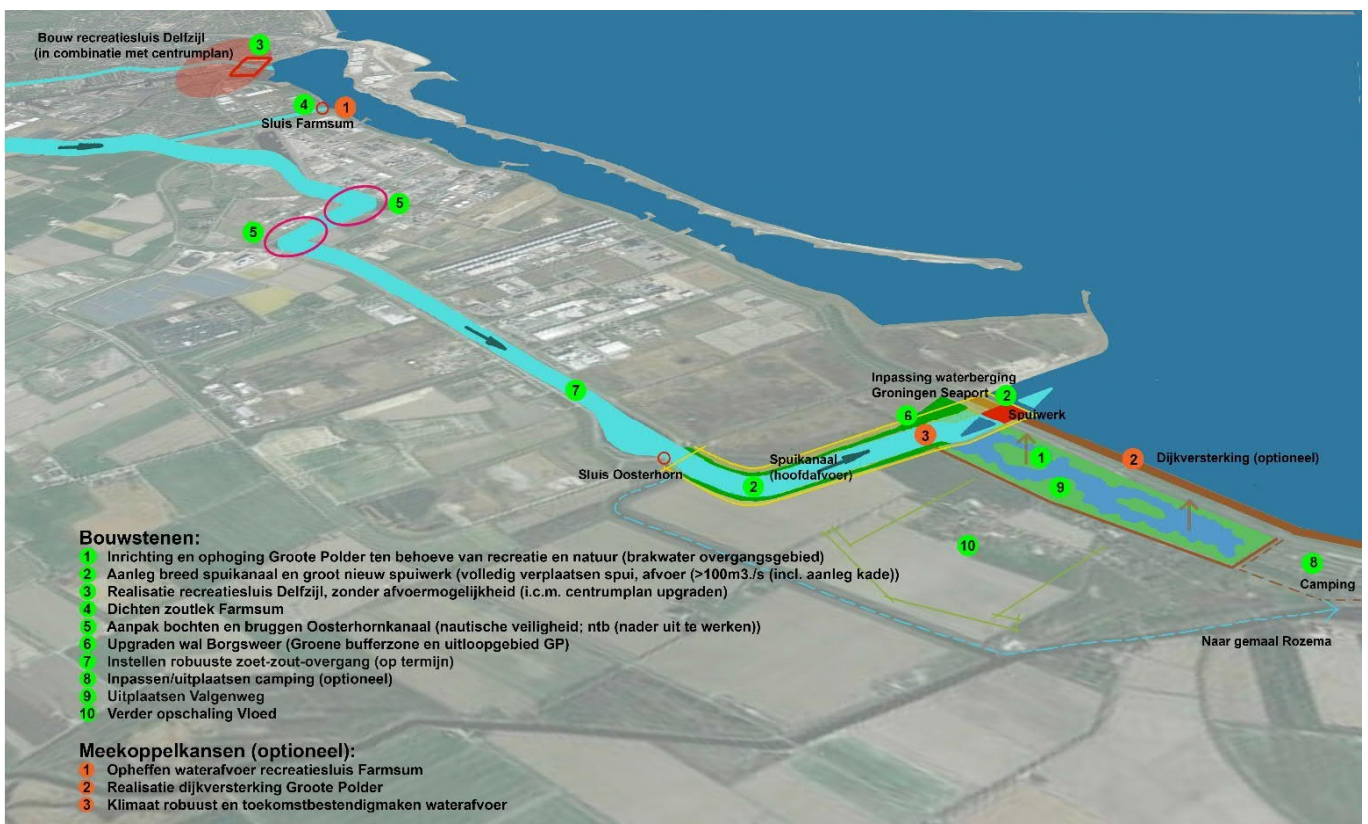 Bouw recreatiesluis Delfzijl
(in combinatie met centrumplan)
3
4
1
Sluis Farmsum
5
5
7
Inpassing waterberging
Groningen Seaport
2
6
Spuiwerk
3
Sluis Oosterhorn
Spuikanaal
(hoofdafvoer)
2
1
2
Dijkversterking (optioneel)
9
10
8
Camping
Naar gemaal Rozema
Bouwstenen:
1 Inrichting en ophoging Groote Polder ten behoeve van recreatie en natuur (brakwater overgangsgebied)
2 Aanleg breed spuikanaal en groot nieuw spuiwerk (volledig verplaatsen spui, afvoer (>100m3./s (incl. aanleg kade))
3 Realisatie recreatiesluis Delfzijl, zonder afvoermogelijkheid (i.c.m. centrumplan upgraden)
4 Dichten zoutlek Farmsum
5 Aanpak bochten en bruggen Oosterhornkanaal (nautische veiligheid; ntb (nader uit te werken))
6 Upgraden wal Borgsweer (Groene bufferzone en uitloopgebied GP)
7 Instellen robuuste zoet-zout-overgang (op termijn)
8 Inpassen/uitplaatsen camping (optioneel)
9 Uitplaatsen Valgenweg
10 Verder opschaling Vloed
Meekoppelkansen (optioneel):
1 Opheffen waterafvoer recreatiesluis Farmsum
2 Realisatie dijkversterking Groote Polder
3 Klimaat robuust en toekomstbestendigmaken waterafvoer